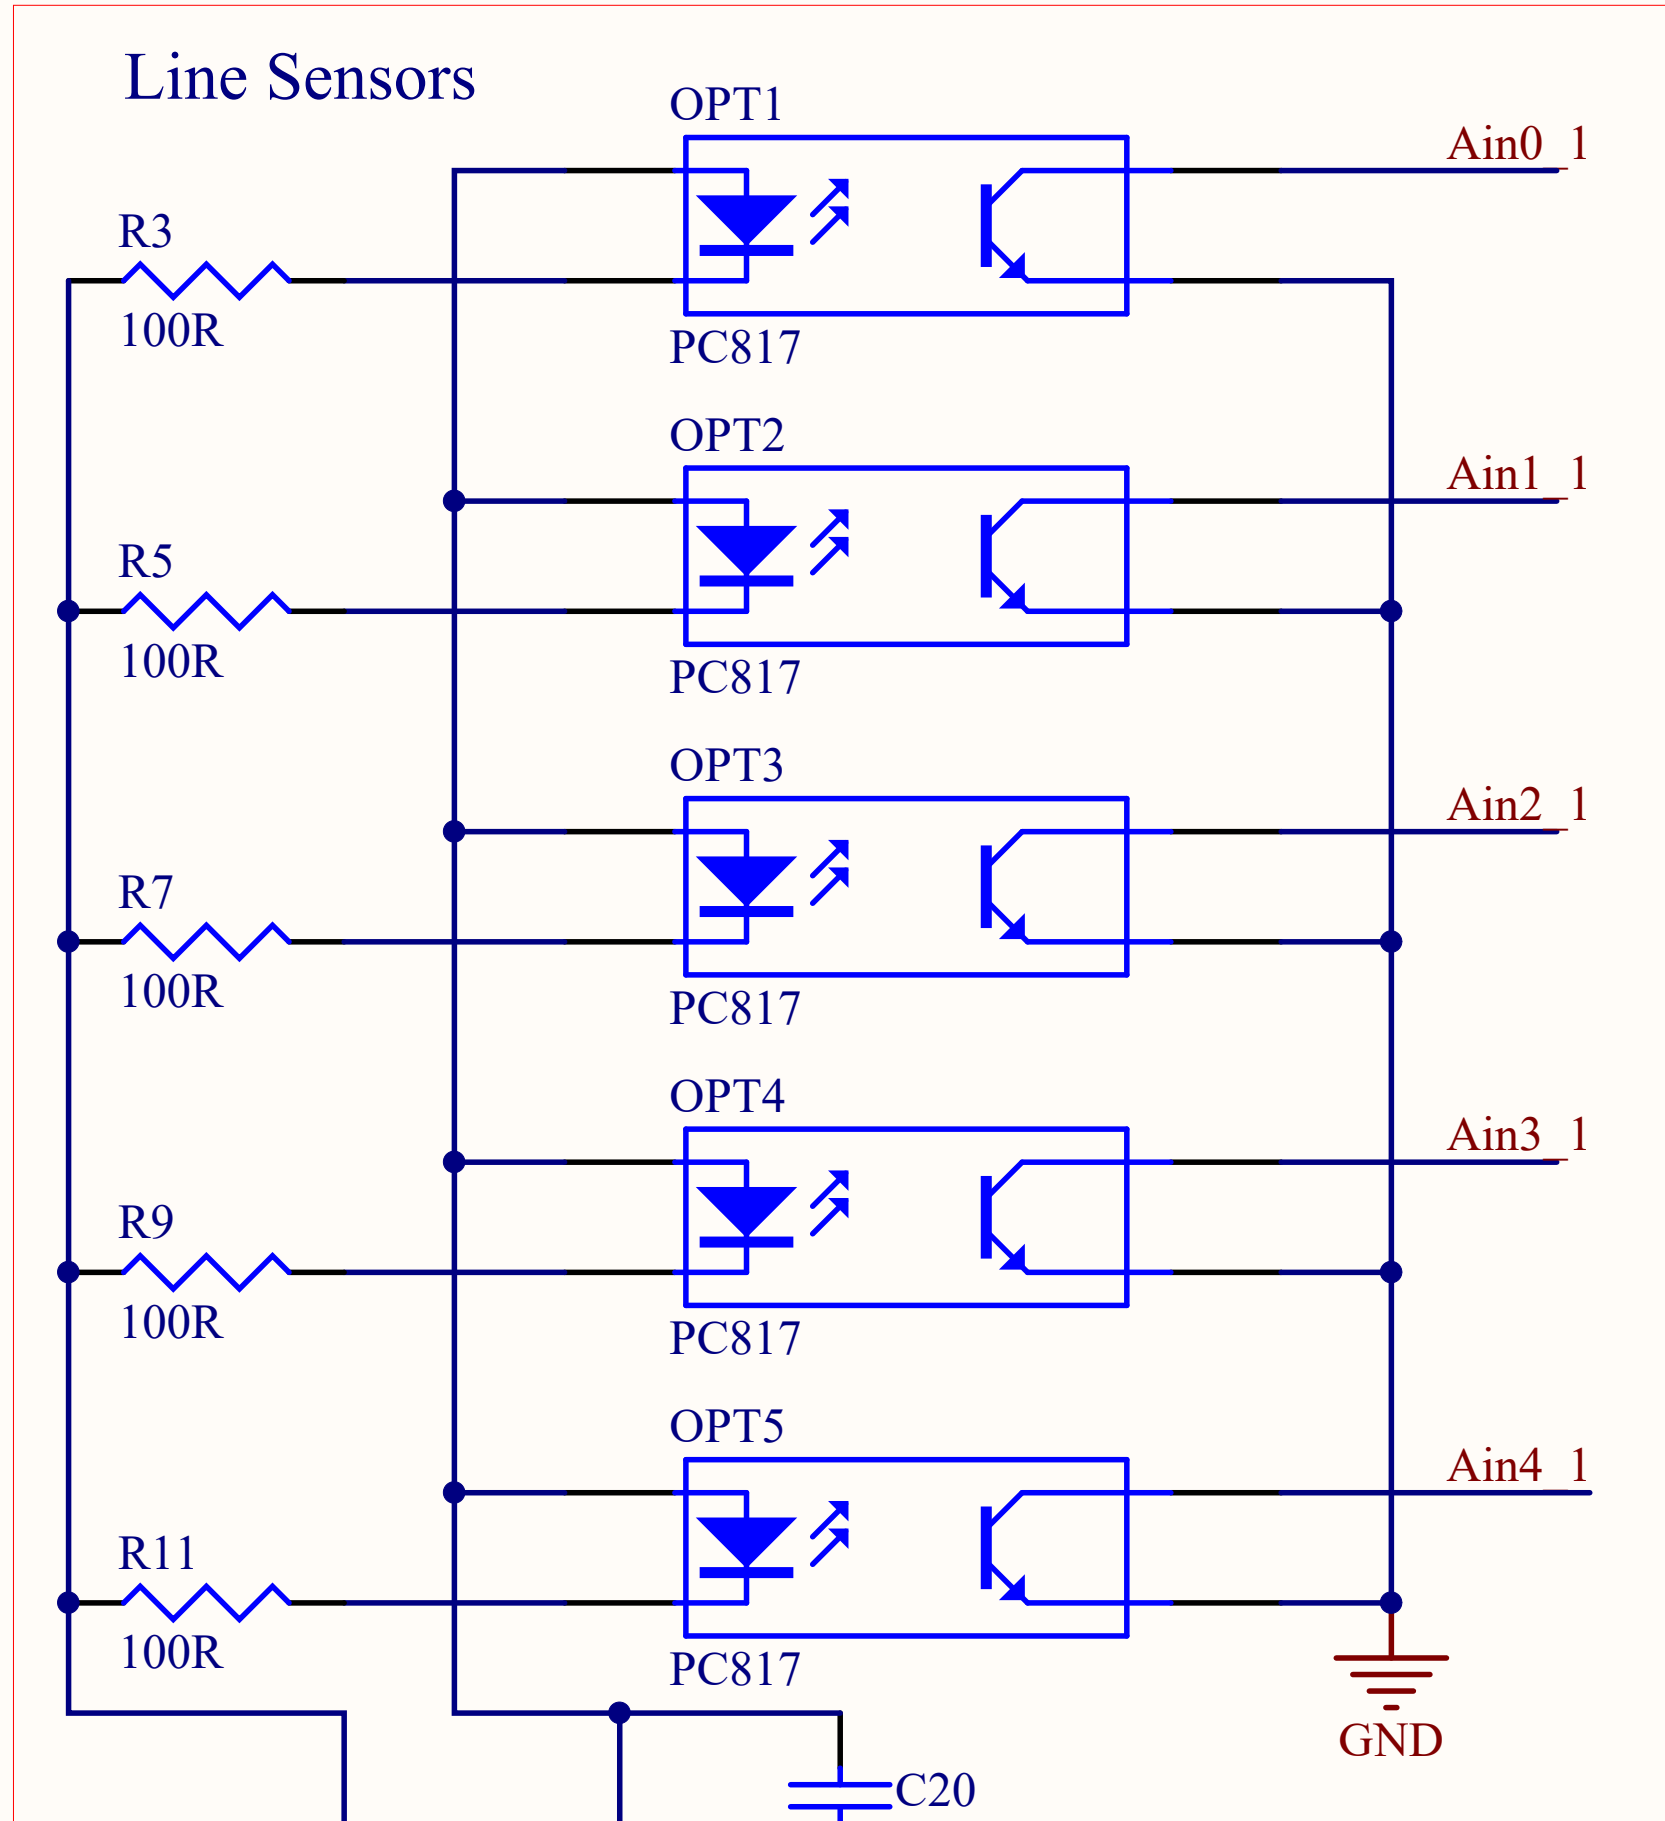 Line Sensors
OPT1
Ain0_1
R3
100R
PC817
OPT2
Ain1_1
R5
100R
PC817
OPT3
Ain2_1
R7
100R
PC817
OPT4
Ain3_1
R9
100R
PC817
OPT5
Ain4_1
R11
100R
PC817
GND
C20